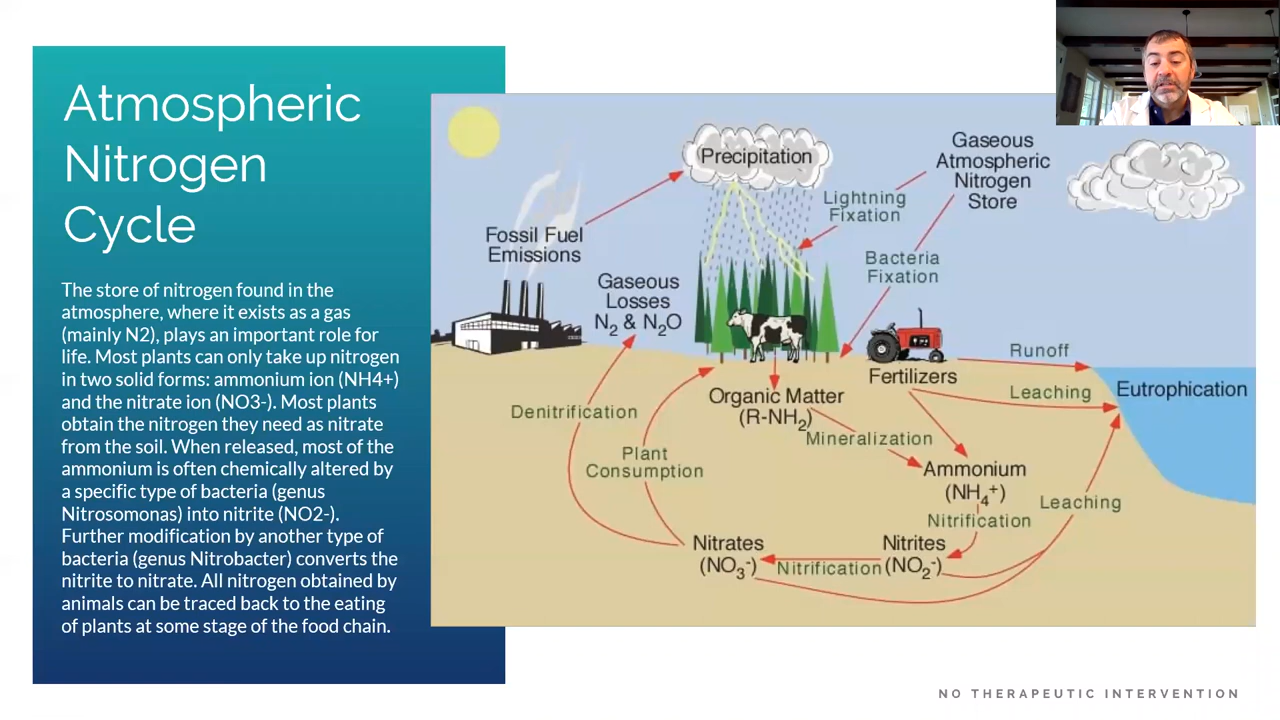 Atmospheric
Nitrogen
Cycle
The store of nitrogen found in the
atmosphere, where it exists as a gas
(mainly N2), plays an important role for
life. Most plants can only take up nitrogen
in two solid forms: ammonium ion (NH4+)
and the nitrate ion (NO3-). Most plants
obtain the nitrogen they need as nitrate
from the soil. When released, most of the
ammonium is often chemically altered by
a specific type of bacteria (genus
Nitrosomonas) into nitrite (NO2-).
Further modification by another type of
bacteria (genus Nitrobacter) converts the
nitrite to nitrate. All nitrogen obtained by
animals can be traced back to the eating
of plants at some stage of the food chain.
Precipitation
Gaseous
Atmospheric
Nitrogen
Store
Lightning
Fixation
Fossil Fuel
Emissions
Bacteria
Fixation
Gaseous
Losses
N₂ & N₂O
Runoff
Fertilizers
Leaching
Eutrophication
Organic Matter
(R-NH₂)
Denitrification
Mineralization
Plant
Consumption
Ammonium
(NH₄⁺)
Leaching
Nitrification
Nitrates
(NO₃⁻)
Nitrification
Nitrites
(NO₂⁻)
NO THERAPEUTIC INTERVENTION